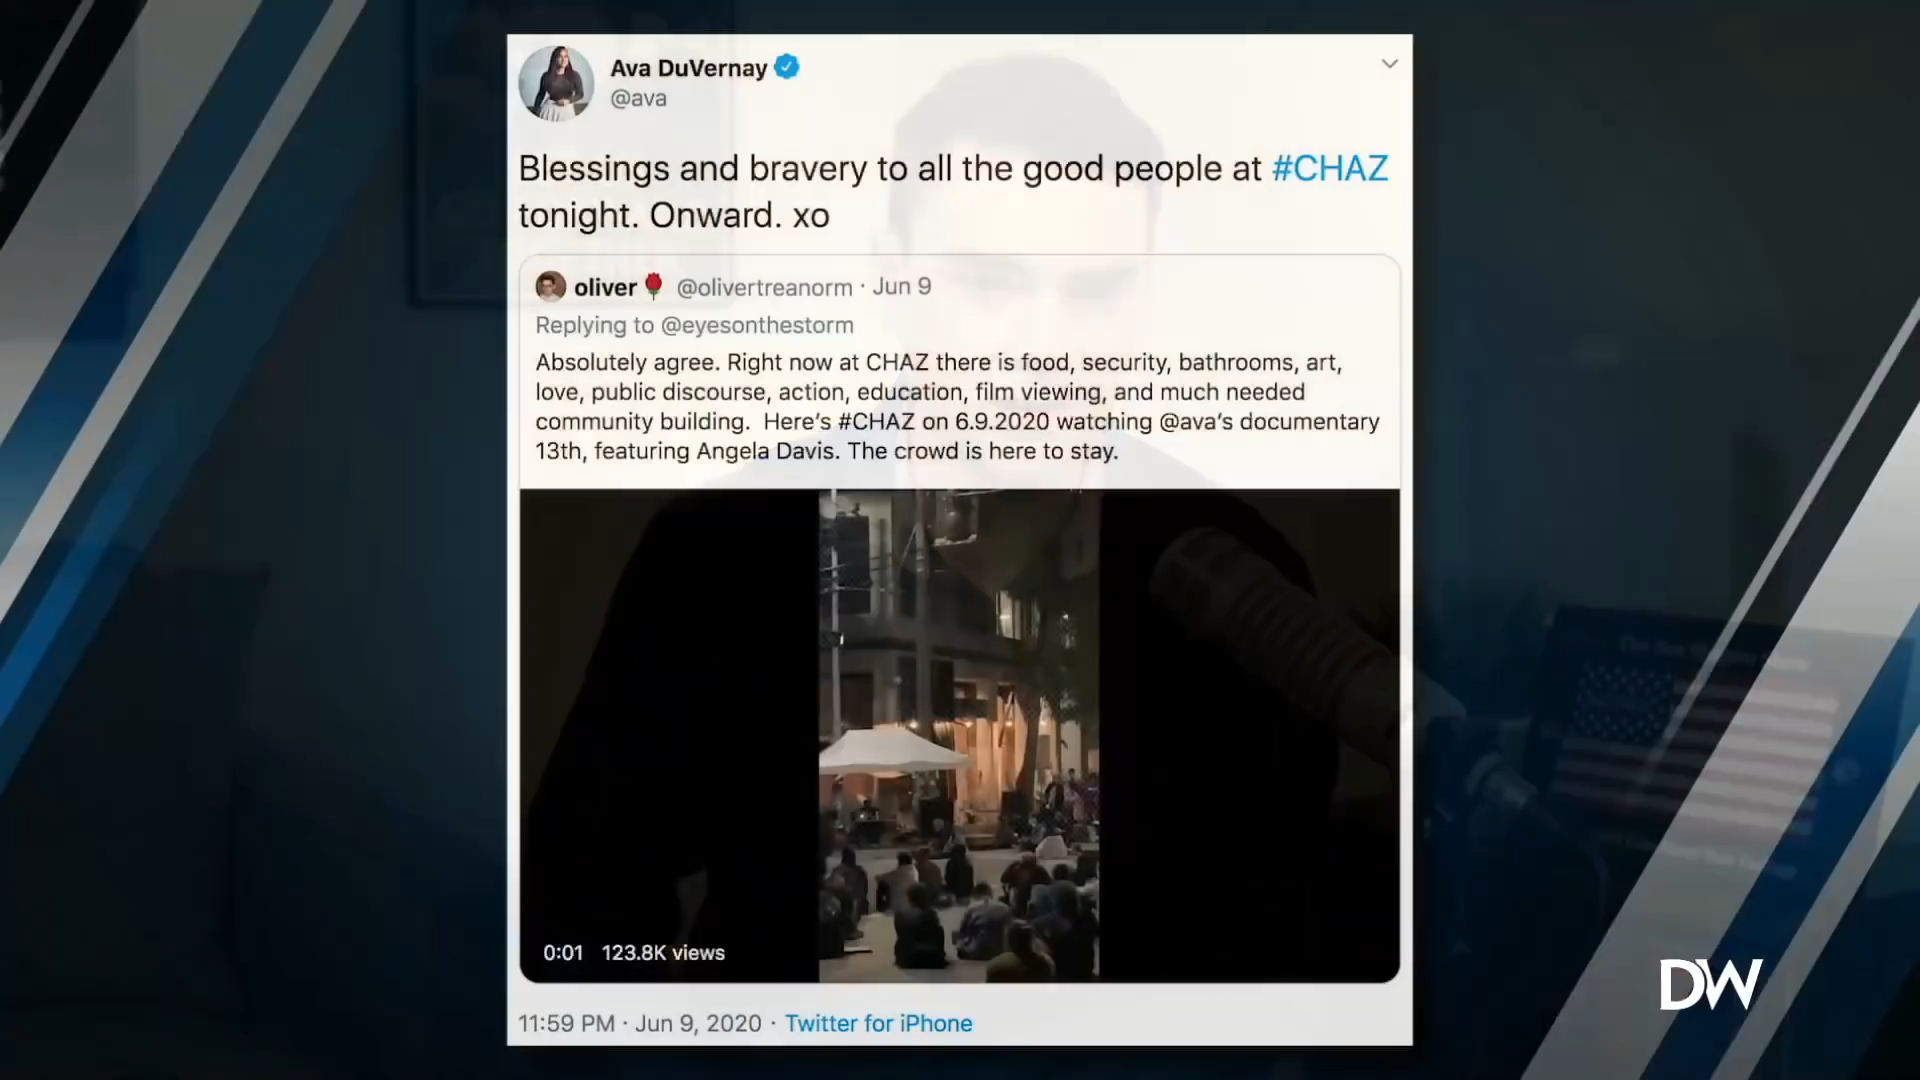 Ava DuVernay
@ava
Blessings and bravery to all the good people at #CHAZ
tonight. Onward. xo
oliver🌹 @olivertreanorm · Jun 9
Replying to @eyesonthestorm
Absolutely agree. Right now at CHAZ there is food, security, bathrooms, art,
love, public discourse, action, education, film viewing, and much needed
community building. Here's #CHAZ on 6.9.2020 watching @ava's documentary
13th, featuring Angela Davis. The crowd is here to stay.
0:01 123.8K views
11:59 PM · Jun 9, 2020 · Twitter for iPhone
DW